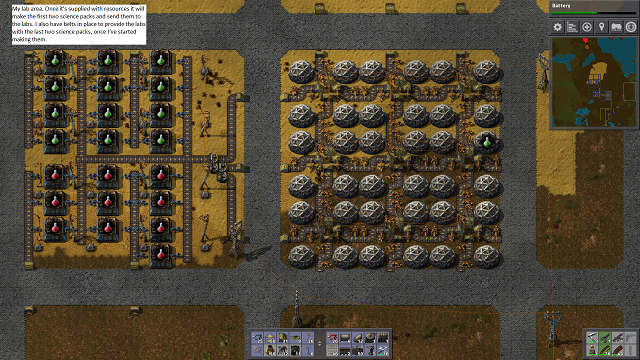 My lab area. Once it's supplied with resources it will
make the first two science packs and send them to
the labs. I also have belts in place to provide the labs
with the last two science packs, once I've started
making them.
Battery